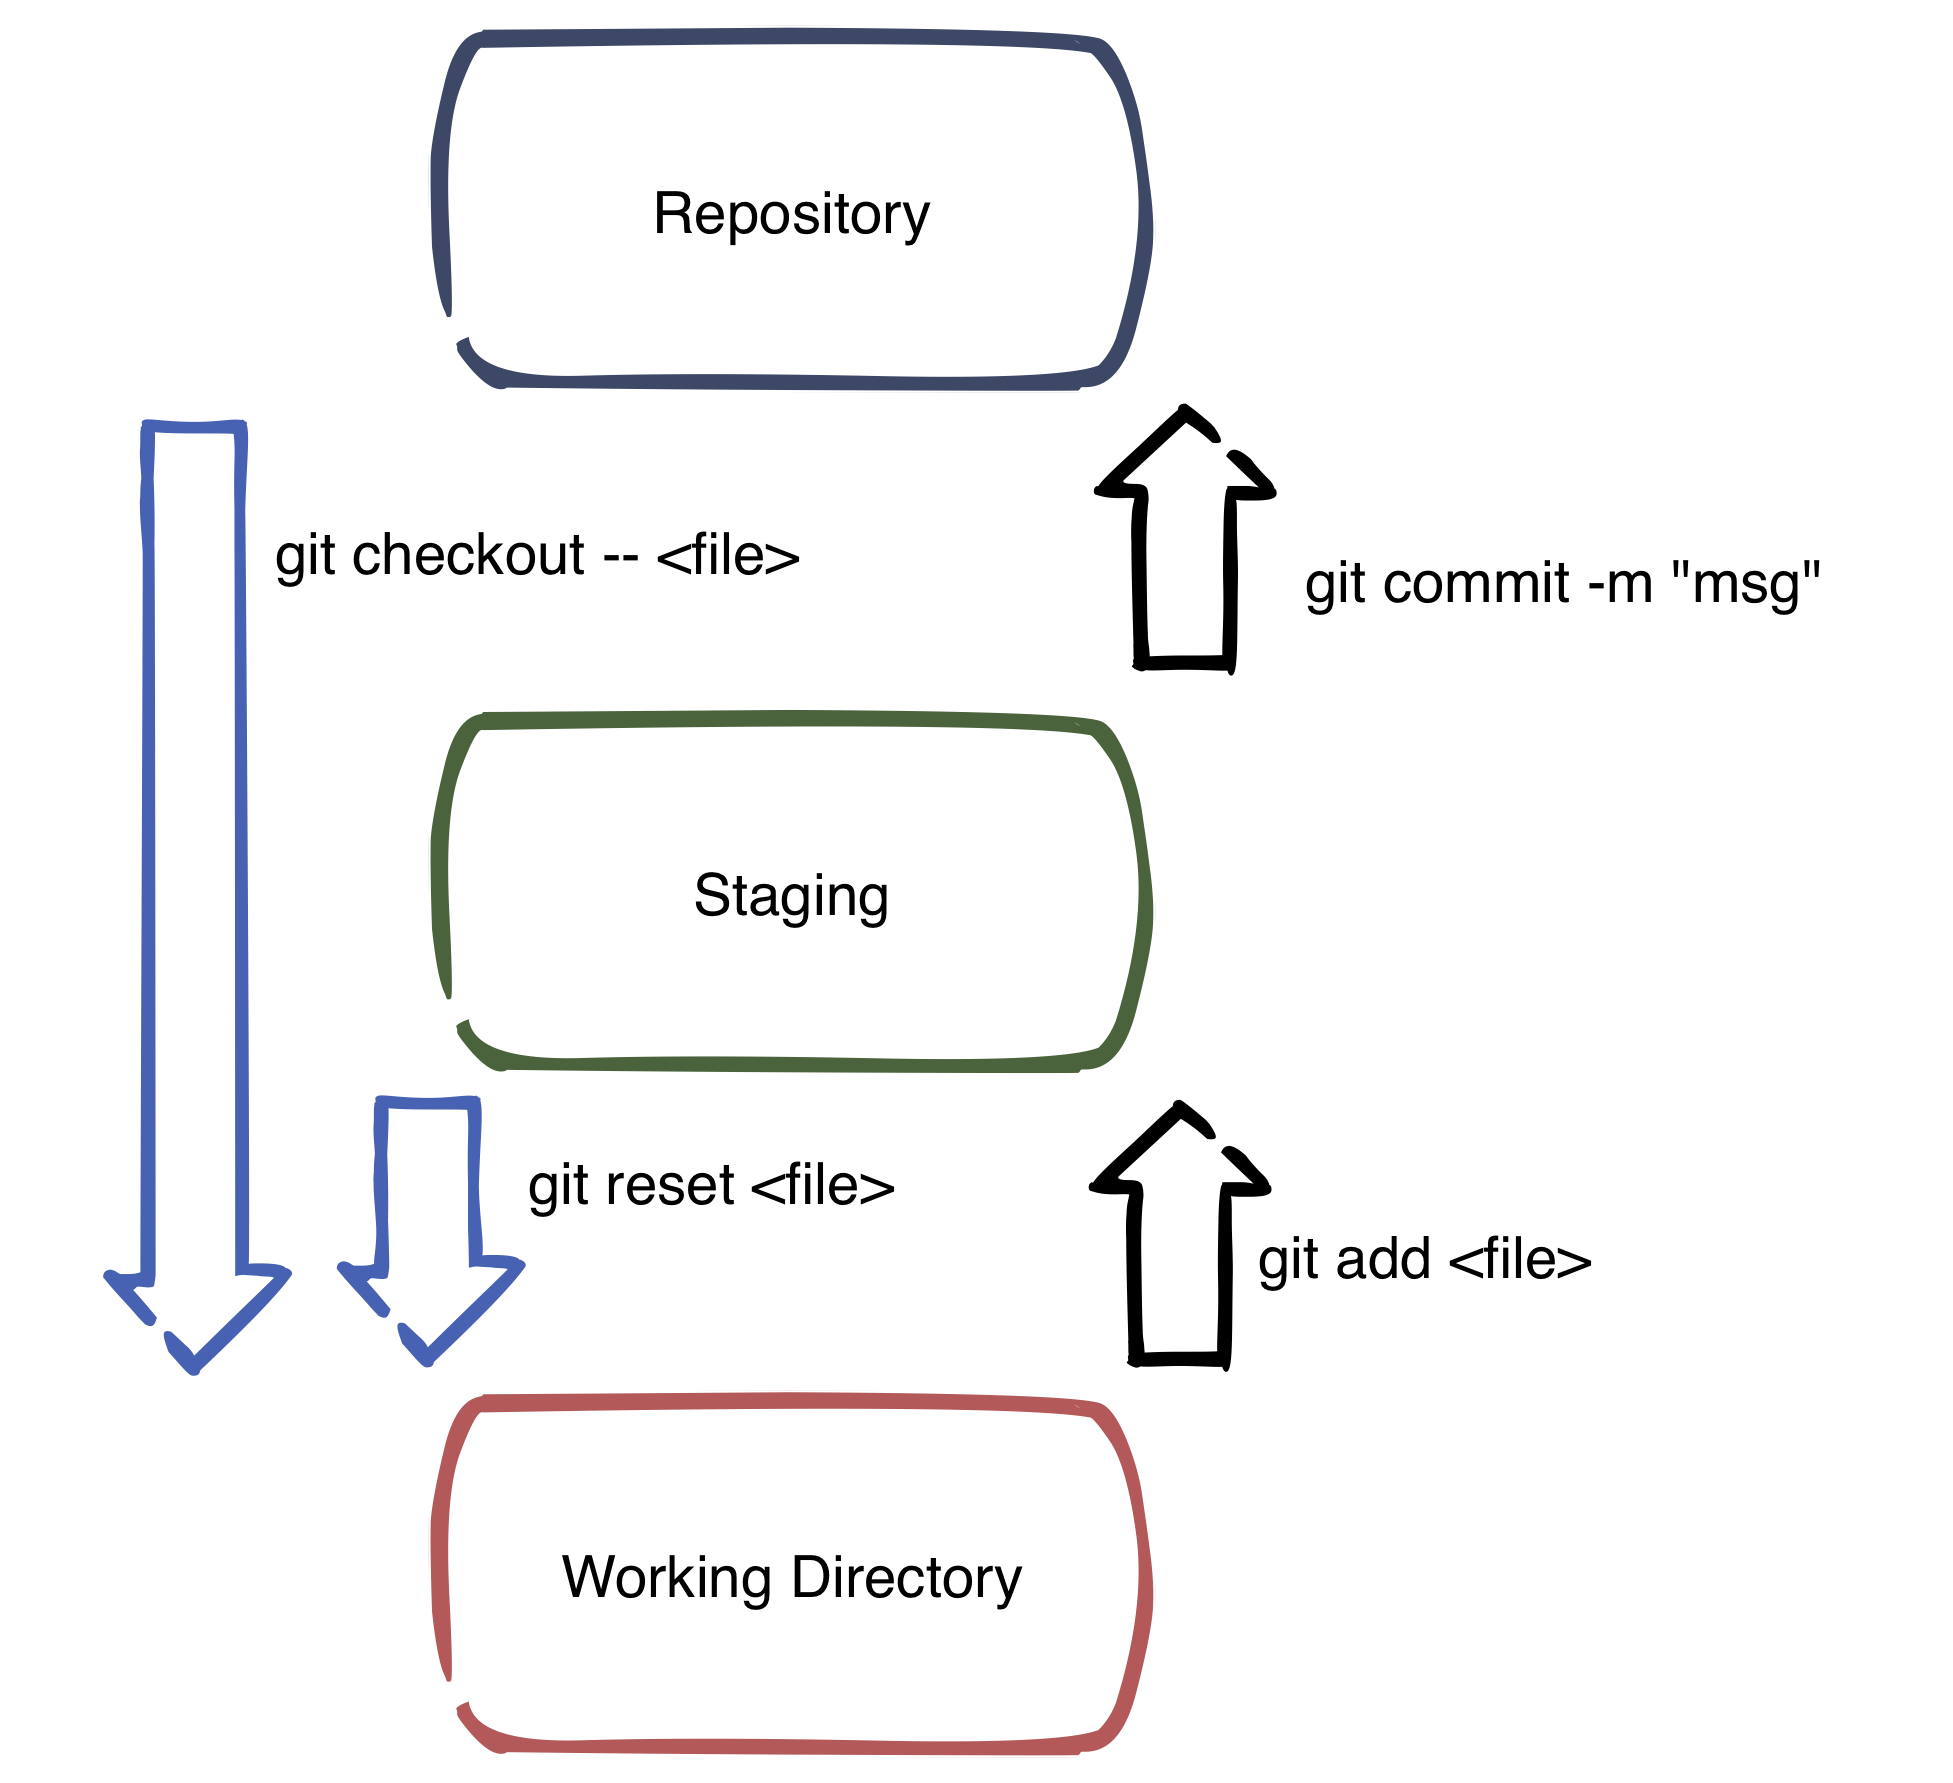 Repository
git checkout -- <file>
git commit -m "msg"
Staging
git reset <file>
git add <file>
Working Directory